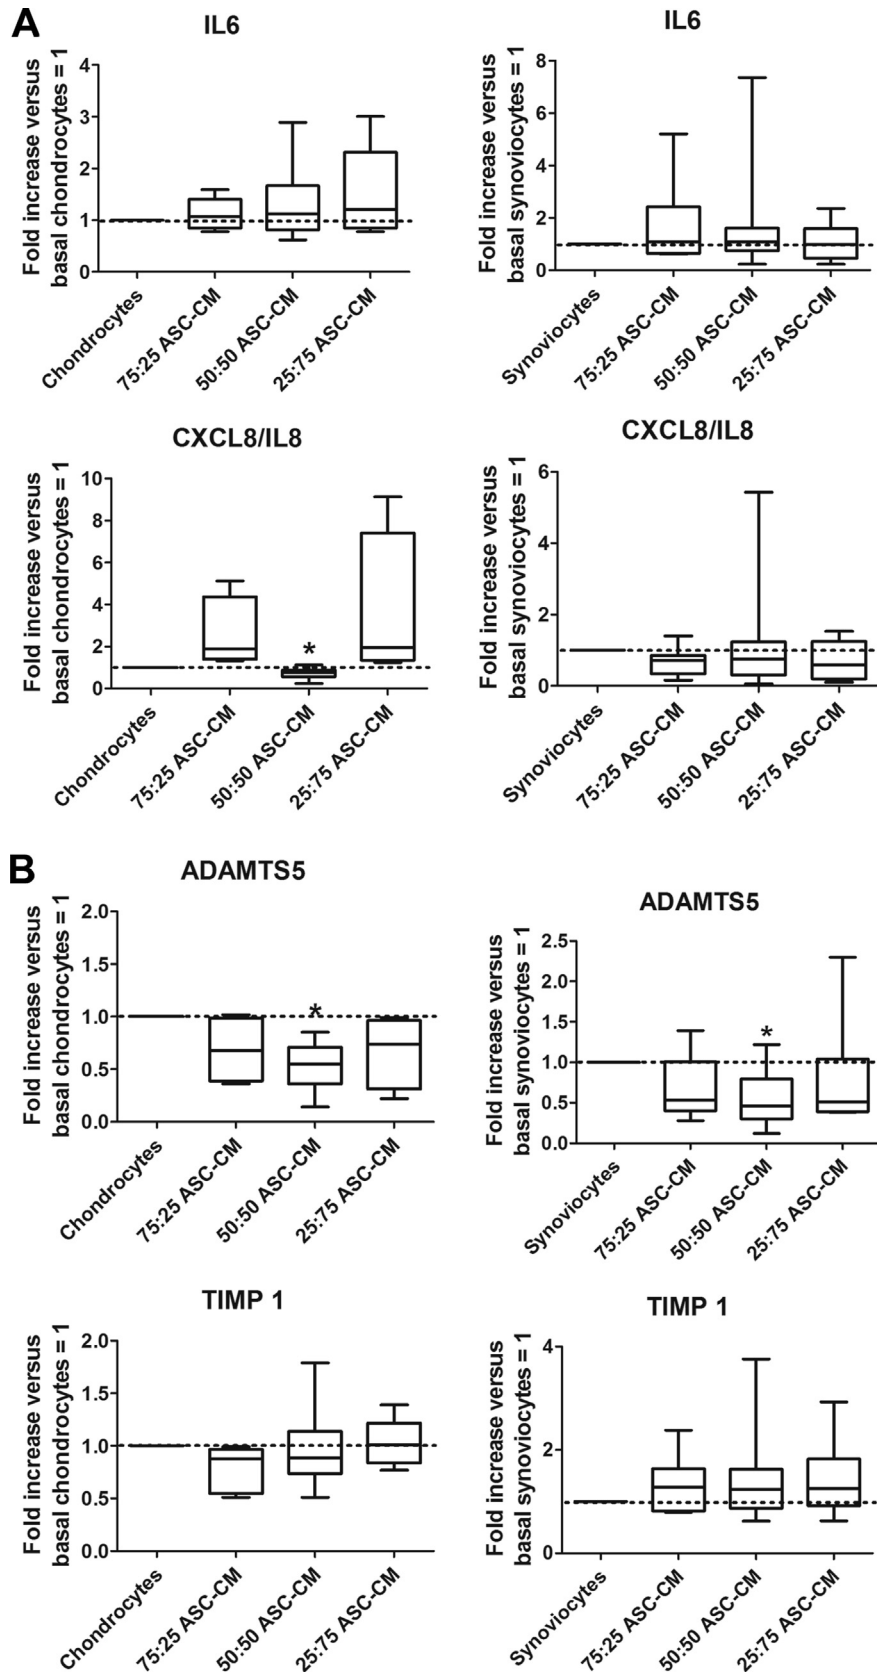 A
IL6
Fold increase versus
basal chondrocytes = 1
4
3
2
1
0
Chondrocytes
75:25 ASC-CM
50:50 ASC-CM
25:75 ASC-CM
IL6
Fold increase versus
basal synoviocytes = 1
8
6
4
2
0
Synoviocytes
75:25 ASC-CM
50:50 ASC-CM
25:75 ASC-CM
CXCL8/IL8
Fold increase versus
basal chondrocytes = 1
10
8
6
4
2
0
*
Chondrocytes
75:25 ASC-CM
50:50 ASC-CM
25:75 ASC-CM
CXCL8/IL8
Fold increase versus
basal synoviocytes = 1
6
4
2
0
Synoviocytes
75:25 ASC-CM
50:50 ASC-CM
25:75 ASC-CM
B
ADAMTS5
Fold increase versus
basal chondrocytes = 1
2.0
1.5
1.0
0.5
0.0
*
Chondrocytes
75:25 ASC-CM
50:50 ASC-CM
25:75 ASC-CM
ADAMTS5
Fold increase versus
basal synoviocytes = 1
2.5
2.0
1.5
1.0
0.5
0.0
*
Synoviocytes
75:25 ASC-CM
50:50 ASC-CM
25:75 ASC-CM
TIMP 1
Fold increase versus
basal chondrocytes = 1
2.0
1.5
1.0
0.5
0.0
Chondrocytes
75:25 ASC-CM
50:50 ASC-CM
25:75 ASC-CM
TIMP 1
Fold increase versus
basal synoviocytes = 1
4
2
0
Synoviocytes
75:25 ASC-CM
50:50 ASC-CM
25:75 ASC-CM